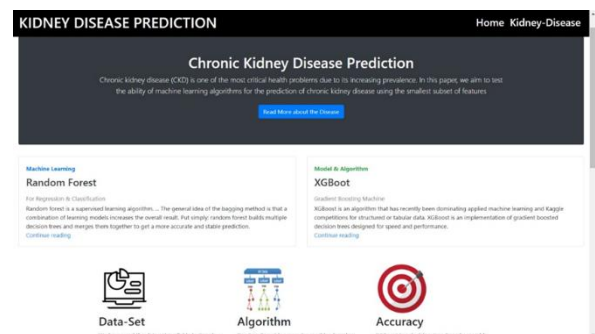 KIDNEY DISEASE PREDICTION
Home Kidney-Disease
Chronic Kidney Disease Prediction
Chronic kidney disease (CKD) is one of the most critical health problems due to its increasing prevalence. In this paper, we aim to test
the ability of machine learning algorithms for the prediction of chronic kidney disease using the smallest subset of features
Read More about the Disease
Machine Learning
Random Forest
For Regression & Classification
Random forest is a supervised learning algorithm. ... The general idea of the bagging method is that a
combination of learning models increases the overall result. Put simply: random forest builds multiple
decision trees and merges them together to get a more accurate and stable prediction.
Continue reading
Model & Algorithm
XGBoot
Gradient Boosting Machine
XGBoost is an algorithm that has recently been dominating applied machine learning and Kaggle
competitions for structured or tabular data. XGBoost is an implementation of gradient boosted
decision trees designed for speed and performance.
Continue reading
Data-Set
Algorithm
Accuracy